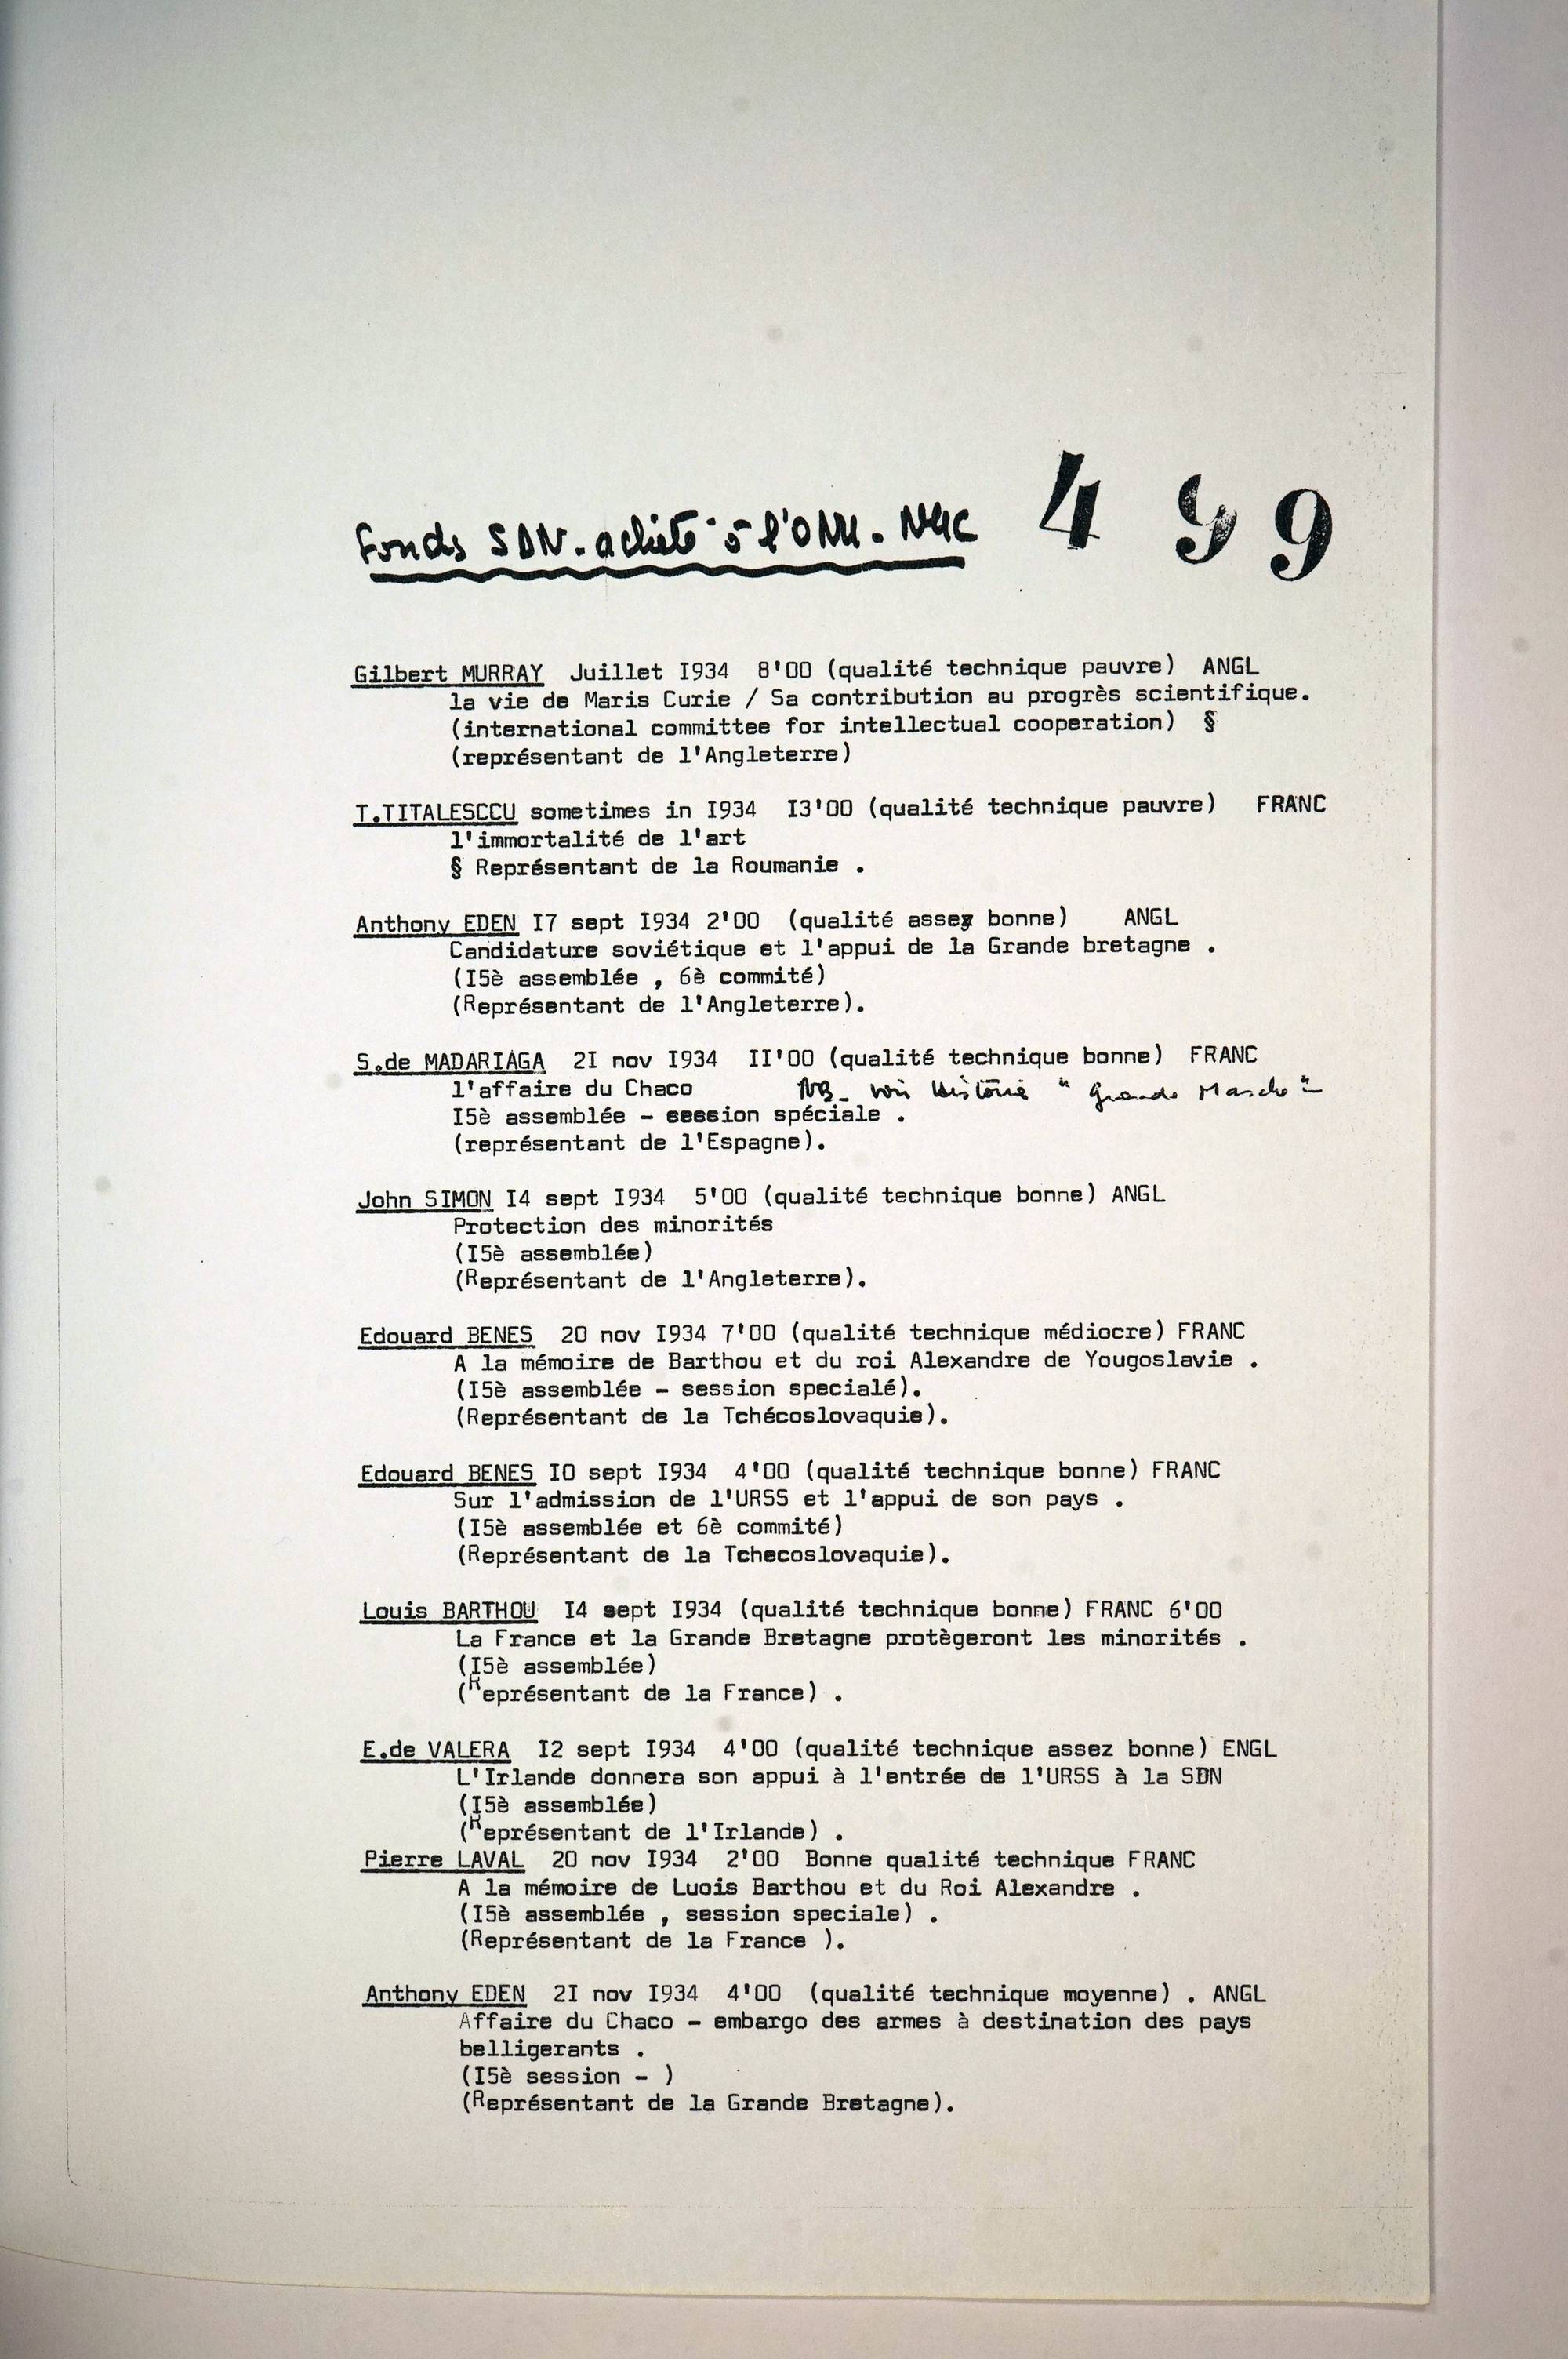 Fonds SDN. acheté à l'ONU. NYC 499
Gilbert MURRAY Juillet I934 8'00 (qualité technique pauvre) ANGL
la vie de Maris Curie / Sa contribution au progrès scientifique.
(international committee for intellectual cooperation) §
(représentant de l'Angleterre)
T.TITALESCCU sometimes in I934 I3'00 (qualité technique pauvre) FRANC
l'immortalité de l'art
§ Représentant de la Roumanie .
Anthony EDEN I7 sept I934 2'00 (qualité assez bonne) ANGL
Candidature soviétique et l'appui de la Grande bretagne .
(I5è assemblée , 6è commité)
(Représentant de l'Angleterre).
S.de MADARIAGA 2I nov I934 II'00 (qualité technique bonne) FRANC
l'affaire du Chaco NB_ voir histoire "
I5è assemblée - session spéciale .
(représentant de l'Espagne).
John SIMON I4 sept I934 5'00 (qualité technique bonne) ANGL
Protection des minorités
(I5è assemblée)
(Représentant de l'Angleterre).
Edouard BENES 20 nov I934 7'00 (qualité technique médiocre) FRANC
A la mémoire de Barthou et du roi Alexandre de Yougoslavie .
(I5è assemblée - session specialé).
(Représentant de la Tchécoslovaquie).
Edouard BENES I0 sept I934 4'00 (qualité technique bonne) FRANC
Sur l'admission de l'URSS et l'appui de son pays .
(I5è assemblée et 6è commité)
(Représentant de la Tchecoslovaquie).
Louis BARTHOU I4 sept I934 (qualité technique bonne) FRANC 6'00
La France et la Grande Bretagne protègeront les minorités .
(I5è assemblée)
(Représentant de la France) .
E.de VALERA I2 sept I934 4'00 (qualité technique assez bonne) ENGL
L'Irlande donnera son appui à l'entrée de l'URSS à la SDN
(I5è assemblée)
(Représentant de l'Irlande) .
Pierre LAVAL 20 nov I934 2'00 Bonne qualité technique FRANC
A la mémoire de Luois Barthou et du Roi Alexandre .
(I5è assemblée , session speciale) .
(Représentant de la France ).
Anthony EDEN 2I nov I934 4'00 (qualité technique moyenne) . ANGL
Affaire du Chaco - embargo des armes à destination des pays
belligerants .
(I5è session - )
(Représentant de la Grande Bretagne).